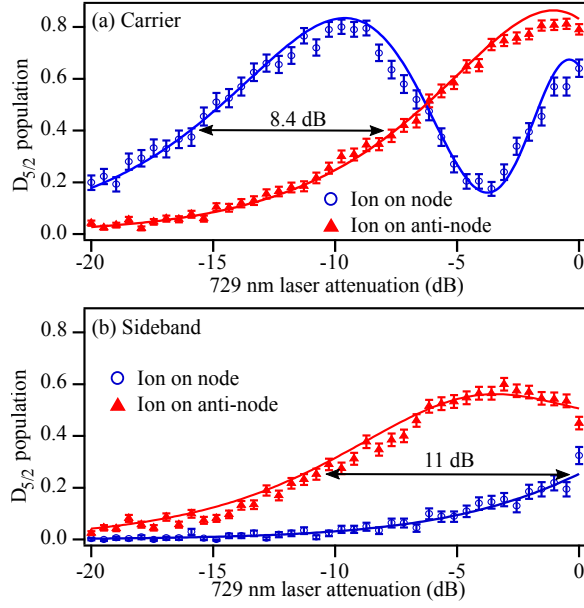 (a) Carrier
0.8
0.6
0.4
0.2
0.0
D5/2 population
8.4 dB
Ion on node
Ion on anti-node
-20
-15
-10
-5
0
729 nm laser attenuation (dB)
(b) Sideband
0.8
0.6
0.4
0.2
0.0
D5/2 population
Ion on node
Ion on anti-node
11 dB
-20
-15
-10
-5
0
729 nm laser attenuation (dB)